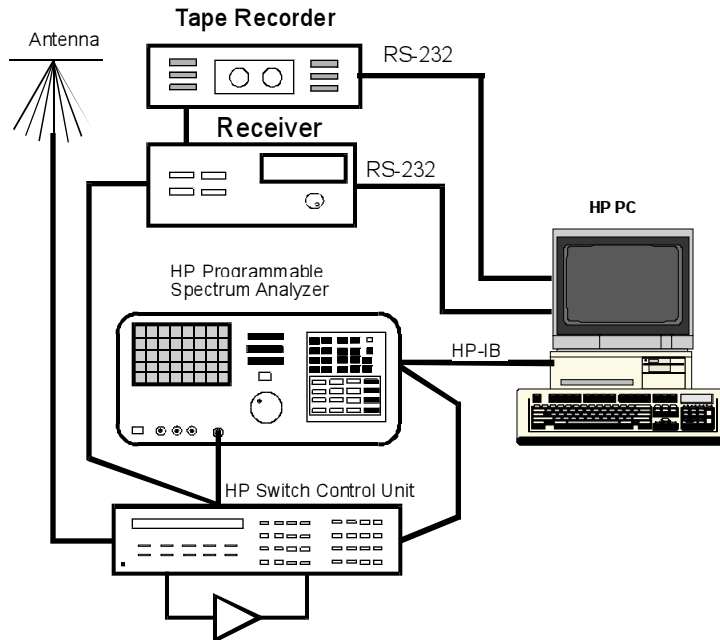 Tape Recorder
Antenna
RS-232
Receiver
RS-232
HP PC
HP Programmable
Spectrum Analyzer
HP-IB
HP Switch Control Unit